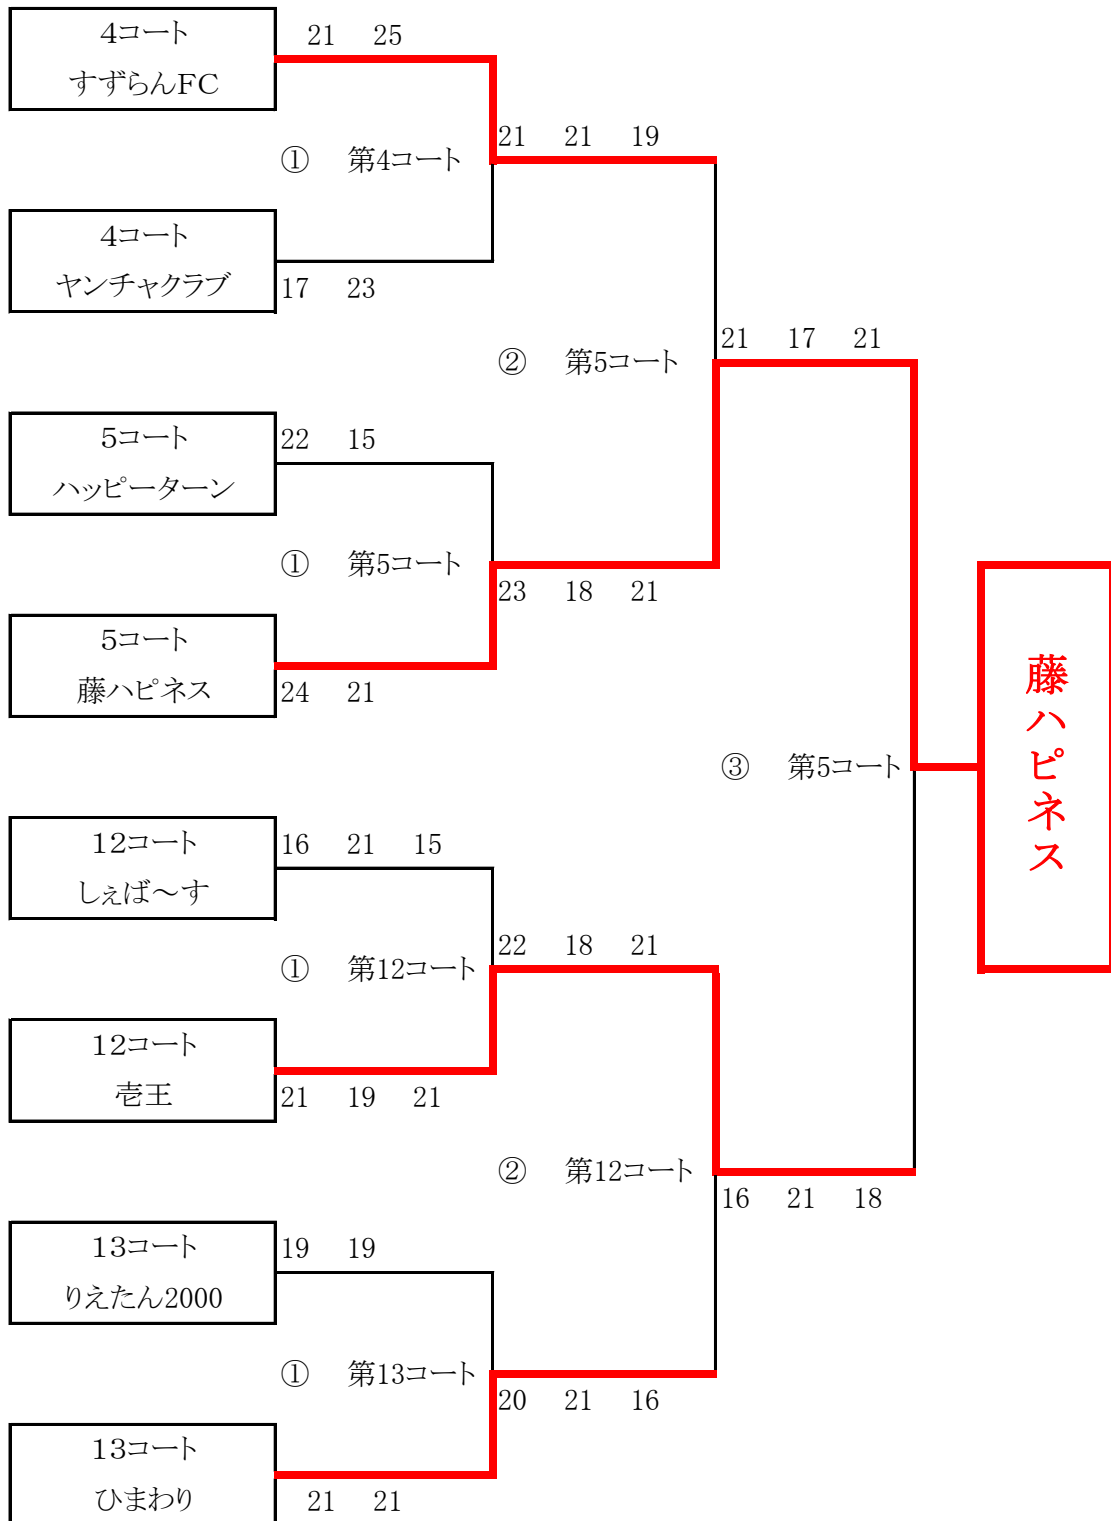 4コート
すずらんFC
21 25
① 第4コート
21 21 19
4コート
ヤンチャクラブ
17 23
② 第5コート
21 17 21
5コート
ハッピーターン
22 15
① 第5コート
23 18 21
5コート
藤ハピネス
24 21
③ 第5コート
藤ハピネス
12コート
しぇば～す
16 21 15
① 第12コート
22 18 21
12コート
壱王
21 19 21
② 第12コート
16 21 18
13コート
りえたん2000
19 19
① 第13コート
20 21 16
13コート
ひまわり
21 21